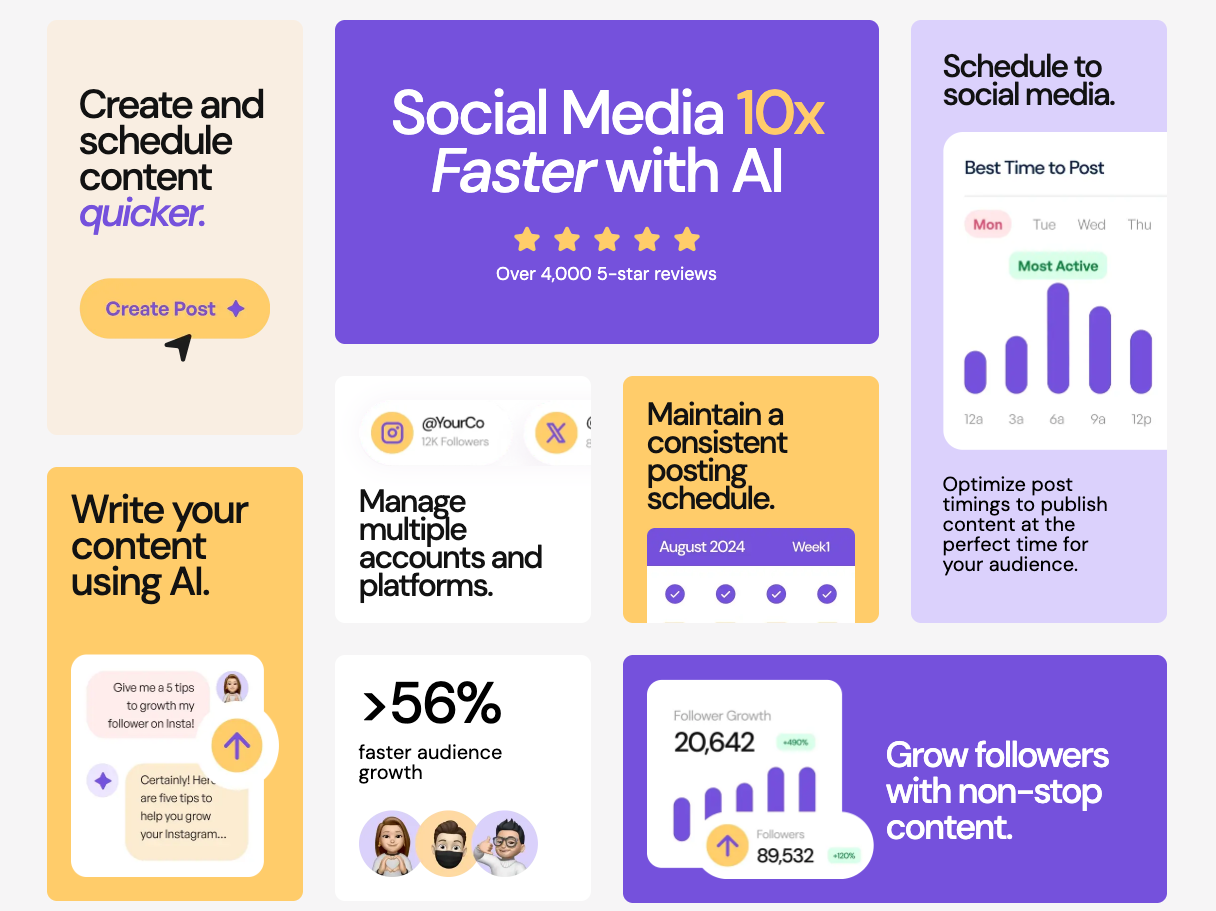 Create and
schedule
content
quicker.
Create Post
Social Media 10x
Faster with AI
Over 4,000 5-star reviews
Schedule to
social media.
Best Time to Post
Mon Tue Wed Thu
Most Active
12a 3a 6a 9a 12p
Optimize post
timings to publish
content at the
perfect time for
your audience.
Write your
content
using AI.
Give me a 5 tips
to growth my
follower on Insta!
Certainly!
are five tips to
help you grow
your Instagram...
@YourCo
12K Followers
Manage
multiple
accounts and
platforms.
Maintain a
consistent
posting
schedule.
August 2024 Week1
>56%
faster audience
growth
Follower Growth
20,642 +490%
Followers
89,532 +120%
Grow followers
with non-stop
content.